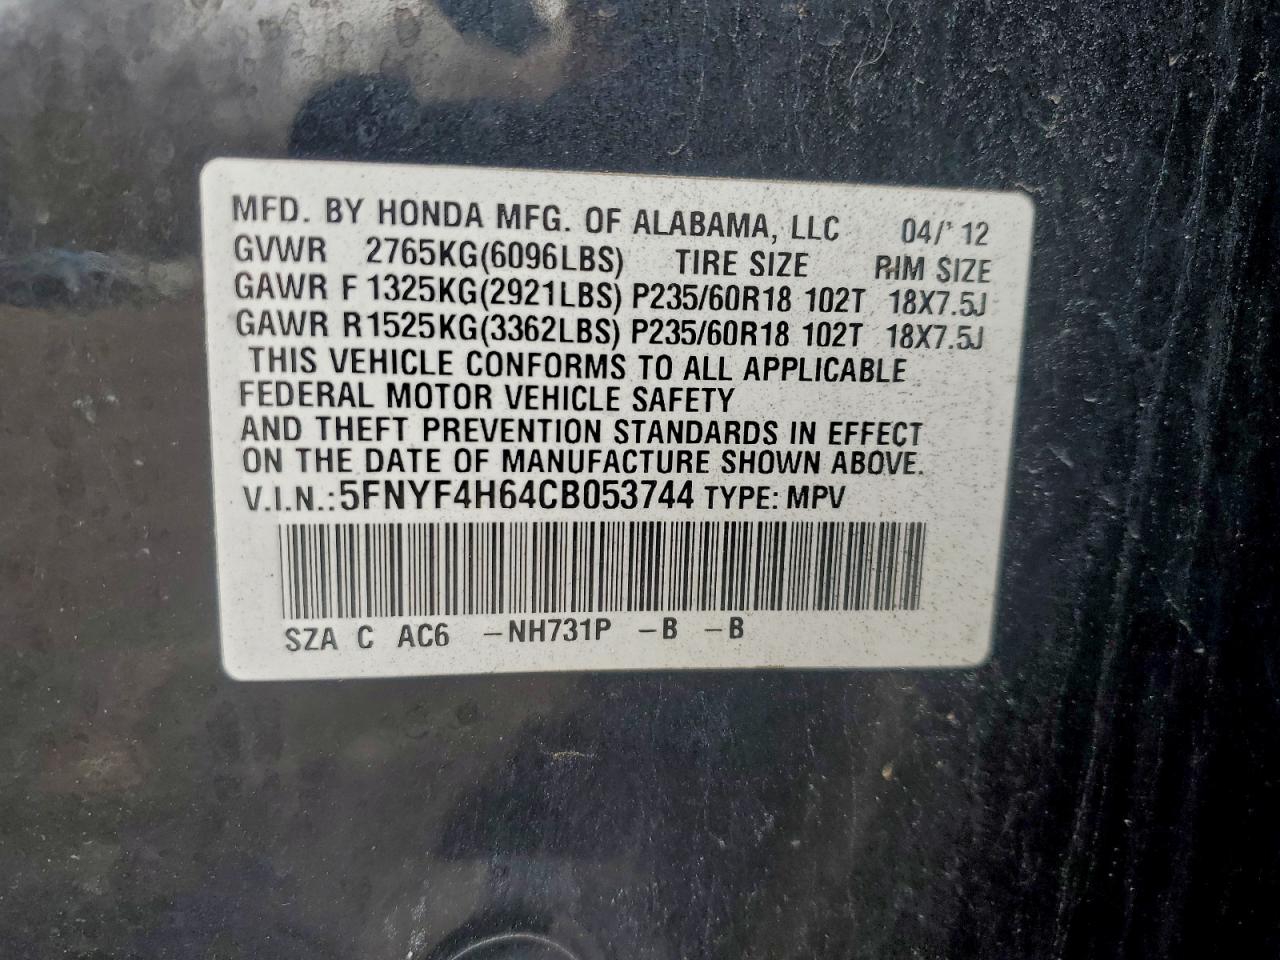 MFD. BY HONDA MFG. OF ALABAMA, LLC 04/'12
GVWR 2765KG(6096LBS) TIRE SIZE RIM SIZE
GAWR F 1325KG(2921LBS) P235/60R18 102T 18X7.5J
GAWR R 1525KG(3362LBS) P235/60R18 102T 18X7.5J
THIS VEHICLE CONFORMS TO ALL APPLICABLE
FEDERAL MOTOR VEHICLE SAFETY
AND THEFT PREVENTION STANDARDS IN EFFECT
ON THE DATE OF MANUFACTURE SHOWN ABOVE.
V.I.N.: 5FNYF4H64CB053744 TYPE: MPV
SZA C AC6 -NH731P -B -B